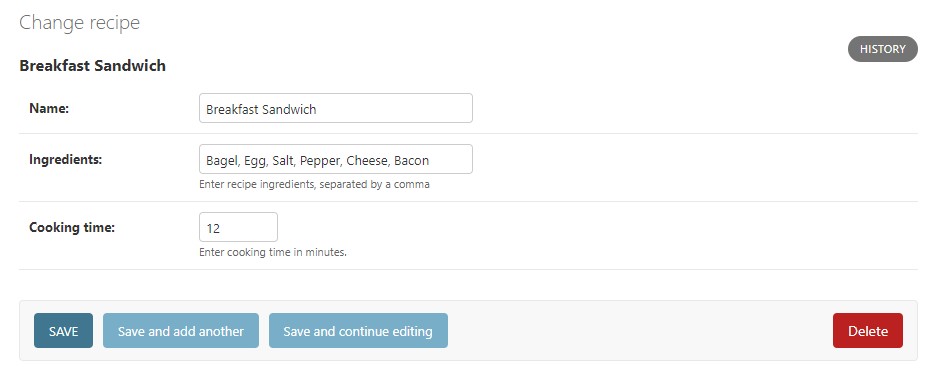 Change recipe
HISTORY
Breakfast Sandwich
Name: Breakfast Sandwich
Ingredients: Bagel, Egg, Salt, Pepper, Cheese, Bacon
Enter recipe ingredients, separated by a comma
Cooking time: 12
Enter cooking time in minutes.
SAVE Save and add another Save and continue editing Delete